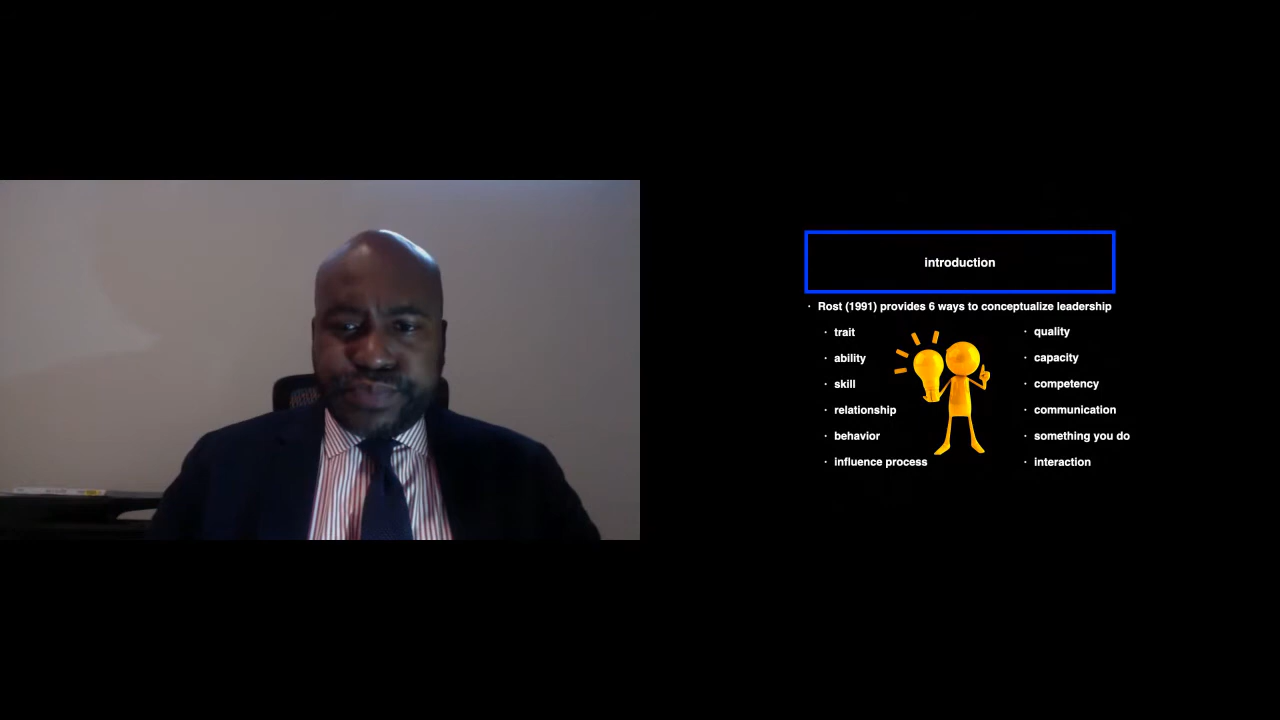 introduction
· Rost (1991) provides 6 ways to conceptualize leadership
· trait
· ability
· skill
· relationship
· behavior
· influence process
· quality
· capacity
· competency
· communication
· something you do
· interaction